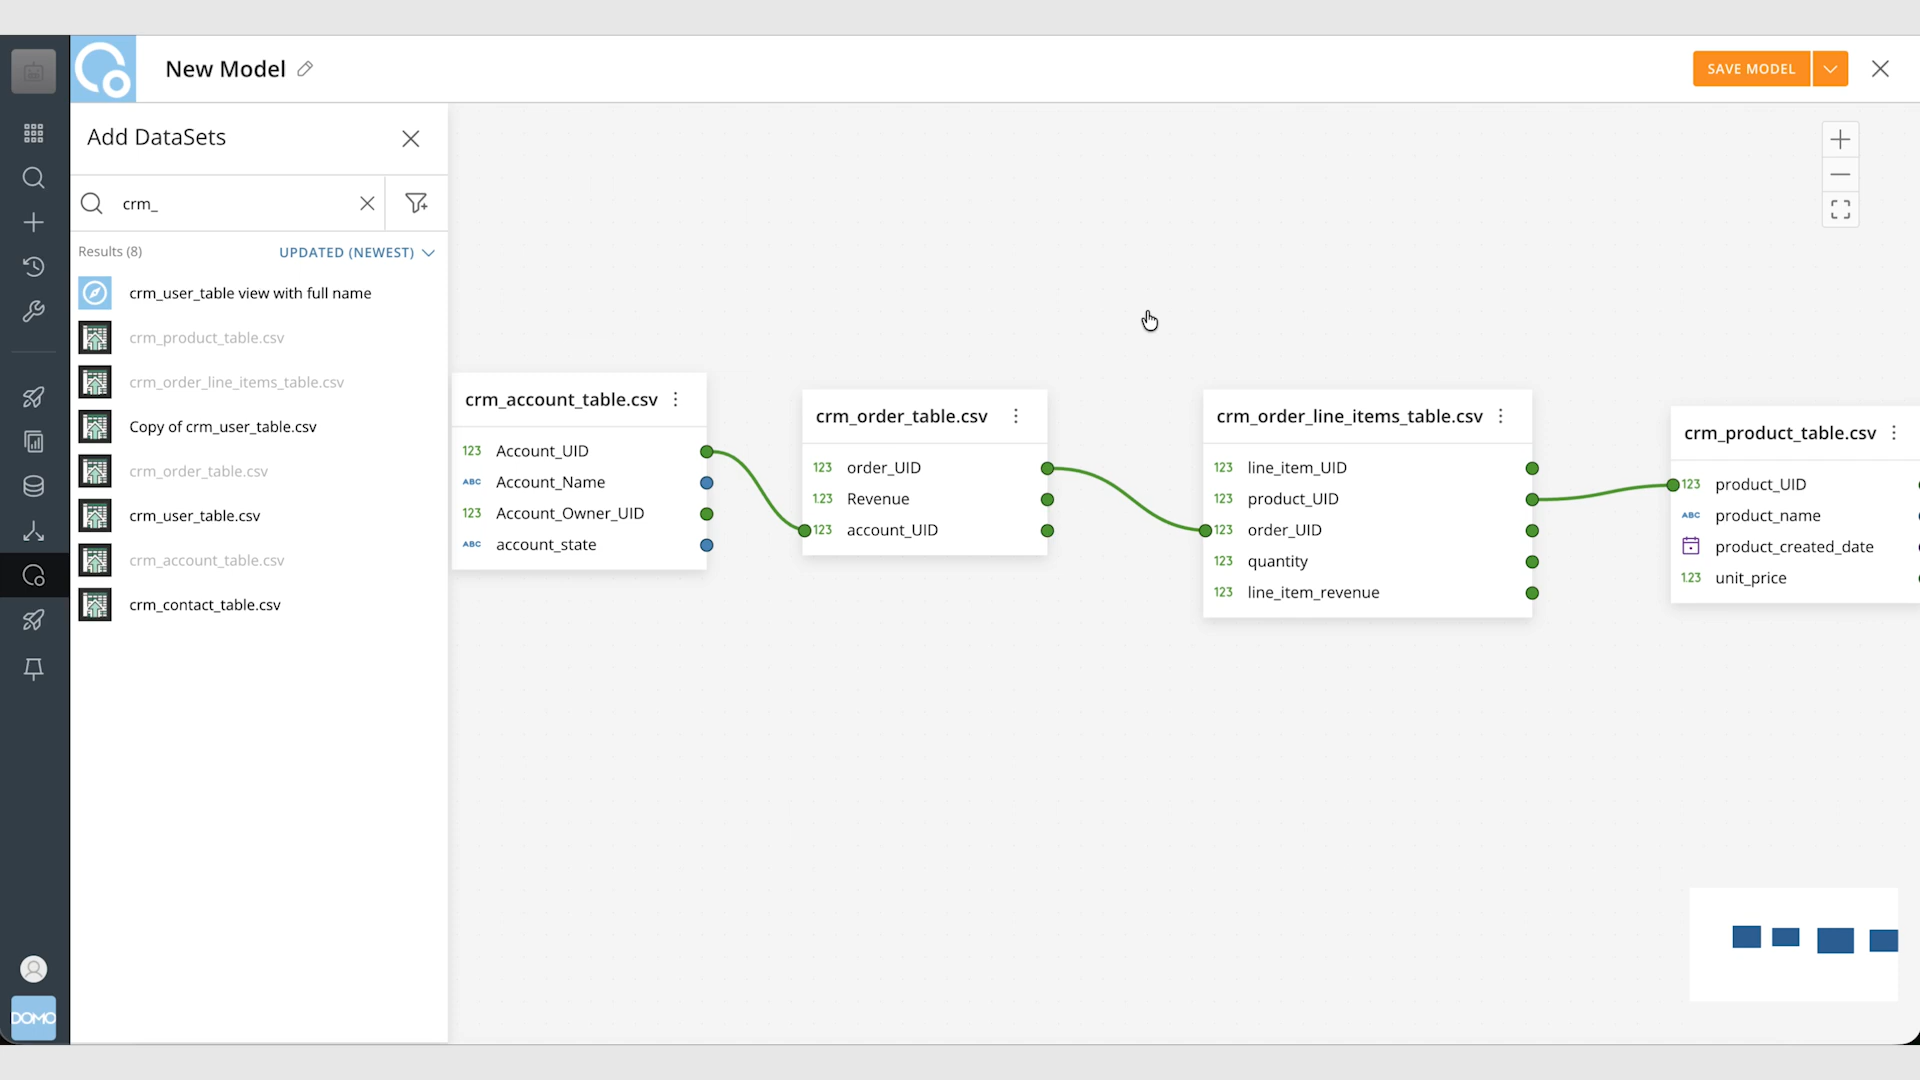 New Model
SAVE MODEL
Add DataSets
crm_
Results (8)
UPDATED (NEWEST)
crm_user_table view with full name
crm_product_table.csv
crm_order_line_items_table.csv
Copy of crm_user_table.csv
crm_order_table.csv
crm_user_table.csv
crm_account_table.csv
crm_contact_table.csv
crm_account_table.csv
123 Account_UID
ABC Account_Name
123 Account_Owner_UID
ABC account_state
crm_order_table.csv
123 order_UID
123 Revenue
123 account_UID
crm_order_line_items_table.csv
123 line_item_UID
123 product_UID
123 order_UID
123 quantity
123 line_item_revenue
crm_product_table.csv
123 product_UID
ABC product_name
product_created_date
1.23 unit_price
DOMO